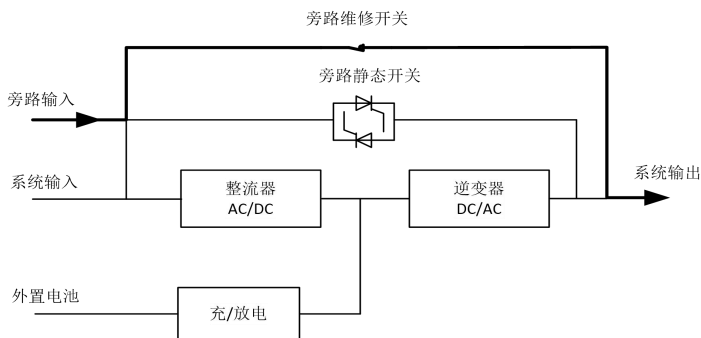 旁路维修开关
旁路静态开关
旁路输入
系统输入
整流器
AC/DC
逆变器
DC/AC
系统输出
外置电池
充/放电